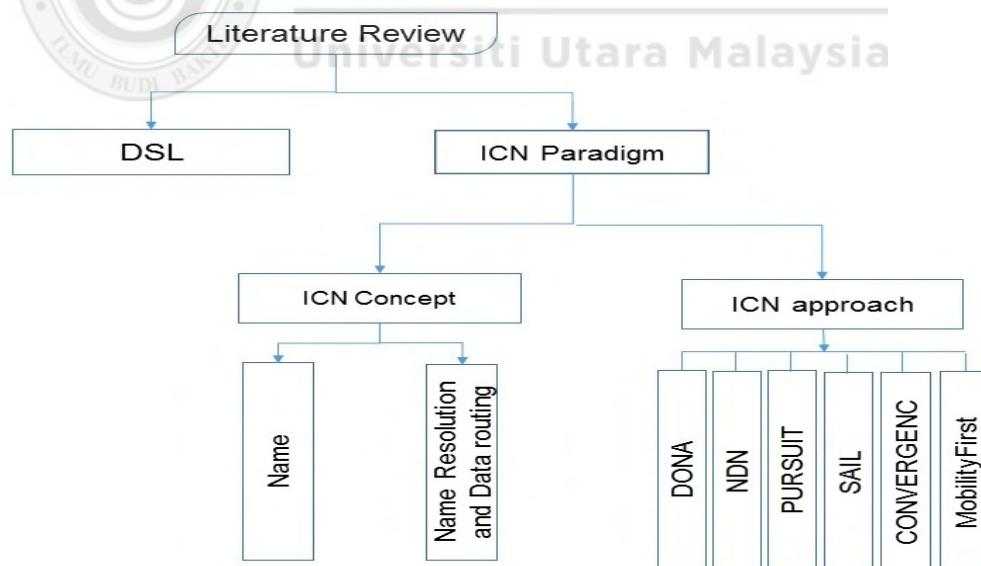 Literature Review
Universiti Utara Malaysia
BUDI
DSL
ICN Paradigm
ICN Concept
ICN approach
Name
Name Resolution
and Data routing
DONA
NDN
PURSUIT
SAIL
CONVERGENC
MobilityFirst